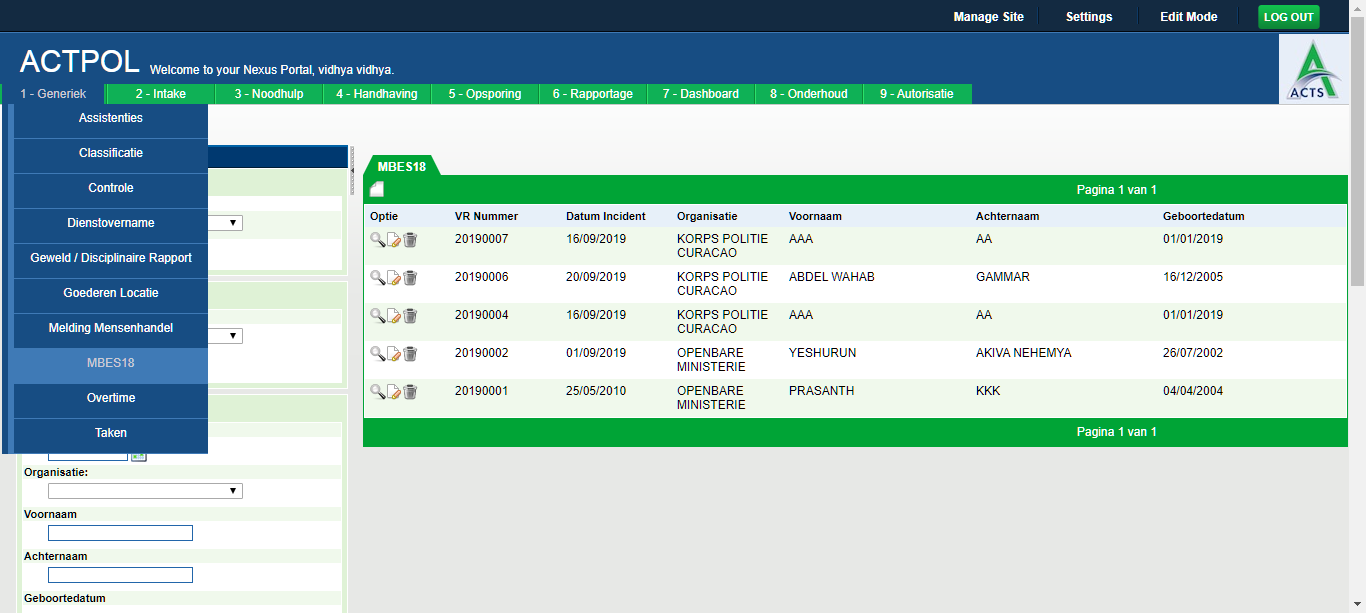 Manage Site Settings Edit Mode LOG OUT
ACTPOL Welcome to your Nexus Portal, vidhya vidhya.
ACTS
1 - Generiek 2 - Intake 3 - Noodhulp 4 - Handhaving 5 - Opsporing 6 - Rapportage 7 - Dashboard 8 - Onderhoud 9 - Autorisatie
Assistenties
Classificatie
Controle
Dienstovername
Geweld / Disciplinaire Rapport
Goederen Locatie
Melding Mensenhandel
MBES18
Overtime
Taken
Organisatie:
Voornaam
Achternaam
Geboortedatum
MBES18
Pagina 1 van 1
Optie VR Nummer Datum Incident Organisatie Voornaam Achternaam Geboortedatum
20190007 16/09/2019 KORPS POLITIE AAA AA 01/01/2019
CURACAO
20190006 20/09/2019 KORPS POLITIE ABDEL WAHAB GAMMAR 16/12/2005
CURACAO
20190004 16/09/2019 KORPS POLITIE AAA AA 01/01/2019
CURACAO
20190002 01/09/2019 OPENBARE YESHURUN AKIVA NEHEMYA 26/07/2002
MINISTERIE
20190001 25/05/2010 OPENBARE PRASANTH KKK 04/04/2004
MINISTERIE
Pagina 1 van 1